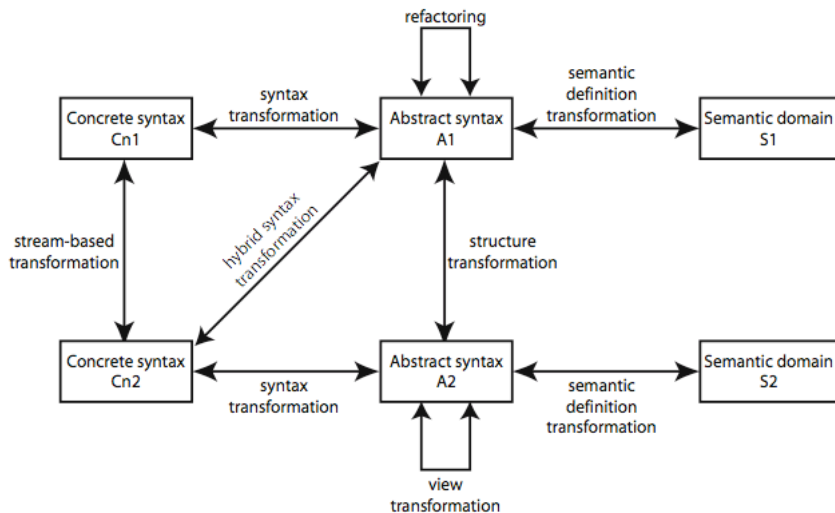 refactoring
syntax
transformation
semantic
definition
transformation
Concrete syntax
Cn1
Abstract syntax
A1
Semantic domain
S1
stream-based
transformation
hybrid syntax
transformation
structure
transformation
Concrete syntax
Cn2
Abstract syntax
A2
Semantic domain
S2
syntax
transformation
semantic
definition
transformation
view
transformation